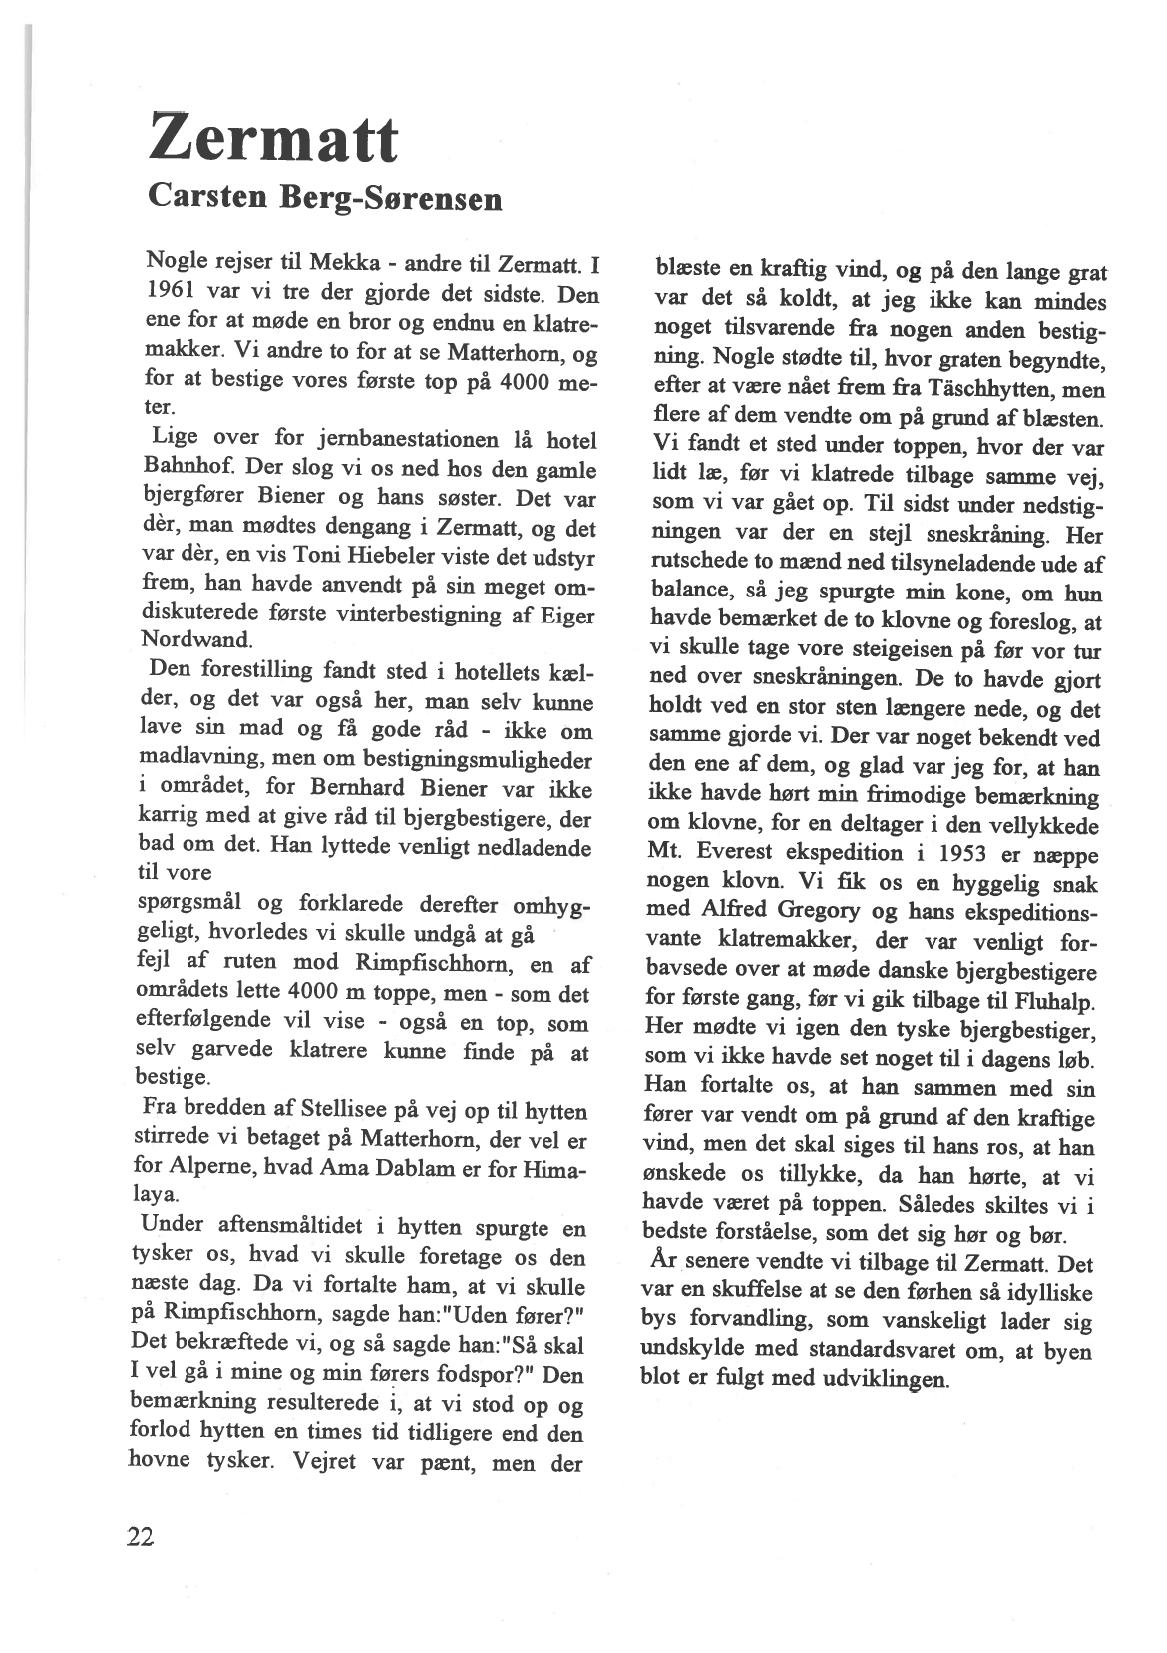 Zermatt
Carsten Berg-Sørensen
Nogle rejser til Mekka - andre til Zermatt. I
1961 var vi tre der gjorde det sidste. Den
ene for at møde en bror og endnu en klatre-
makker. Vi andre to for at se Matterhorn, og
for at bestige vores første top på 4000 me-
ter.
Lige over for jernbanestationen lå hotel
Bahnhof. Der slog vi os ned hos den gamle
bjergfører Biener og hans søster. Det var
dèr, man mødtes dengang i Zermatt, og det
var dèr, en vis Toni Hiebeler viste det udstyr
frem, han havde anvendt på sin meget om-
diskuterede første vinterbestigning af Eiger
Nordwand.
Den forestilling fandt sted i hotellets kæl-
der, og det var også her, man selv kunne
lave sin mad og få gode råd - ikke om
madlavning, men om bestigningsmuligheder
i området, for Bernhard Biener var ikke
karrig med at give råd til bjergbestigere, der
bad om det. Han lyttede venligt nedladende
til vore
spørgsmål og forklarede derefter omhyg-
geligt, hvorledes vi skulle undgå at gå
fejl af ruten mod Rimpfischhorn, en af
områdets lette 4000 m toppe, men - som det
efterfølgende vil vise - også en top, som
selv garvede klatrere kunne finde på at
bestige.
Fra bredden af Stellisee på vej op til hytten
stirrede vi betaget på Matterhorn, der vel er
for Alperne, hvad Ama Dablam er for Hima-
laya.
Under aftensmåltidet i hytten spurgte en
tysker os, hvad vi skulle foretage os den
næste dag. Da vi fortalte ham, at vi skulle
på Rimpfischhorn, sagde han:"Uden fører?"
Det bekræftede vi, og så sagde han:"Så skal
I vel gå i mine og min førers fodspor?" Den
bemærkning resulterede i, at vi stod op og
forlod hytten en times tid tidligere end den
hovne tysker. Vejret var pænt, men der
blæste en kraftig vind, og på den lange grat
var det så koldt, at jeg ikke kan mindes
noget tilsvarende fra nogen anden bestig-
ning. Nogle stødte til, hvor graten begyndte,
efter at være nået frem fra Täschhytten, men
flere af dem vendte om på grund af blæsten.
Vi fandt et sted under toppen, hvor der var
lidt læ, før vi klatrede tilbage samme vej,
som vi var gået op. Til sidst under nedstig-
ningen var der en stejl sneskråning. Her
rutschede to mænd ned tilsyneladende ude af
balance, så jeg spurgte min kone, om hun
havde bemærket de to klovne og foreslog, at
vi skulle tage vore steigeisen på før vor tur
ned over sneskråningen. De to havde gjort
holdt ved en stor sten længere nede, og det
samme gjorde vi. Der var noget bekendt ved
den ene af dem, og glad var jeg for, at han
ikke havde hørt min frimodige bemærkning
om klovne, for en deltager i den vellykkede
Mt. Everest ekspedition i 1953 er næppe
nogen klovn. Vi fik os en hyggelig snak
med Alfred Gregory og hans ekspeditions-
vante klatremakker, der var venligt for-
bavsede over at møde danske bjergbestigere
for første gang, før vi gik tilbage til Fluhalp.
Her mødte vi igen den tyske bjergbestiger,
som vi ikke havde set noget til i dagens løb.
Han fortalte os, at han sammen med sin
fører var vendt om på grund af den kraftige
vind, men det skal siges til hans ros, at han
ønskede os tillykke, da han hørte, at vi
havde været på toppen. Således skiltes vi i
bedste forståelse, som det sig hør og bør.
År senere vendte vi tilbage til Zermatt. Det
var en skuffelse at se den førhen så idylliske
bys forvandling, som vanskeligt lader sig
undskylde med standardsvaret om, at byen
blot er fulgt med udviklingen.
22